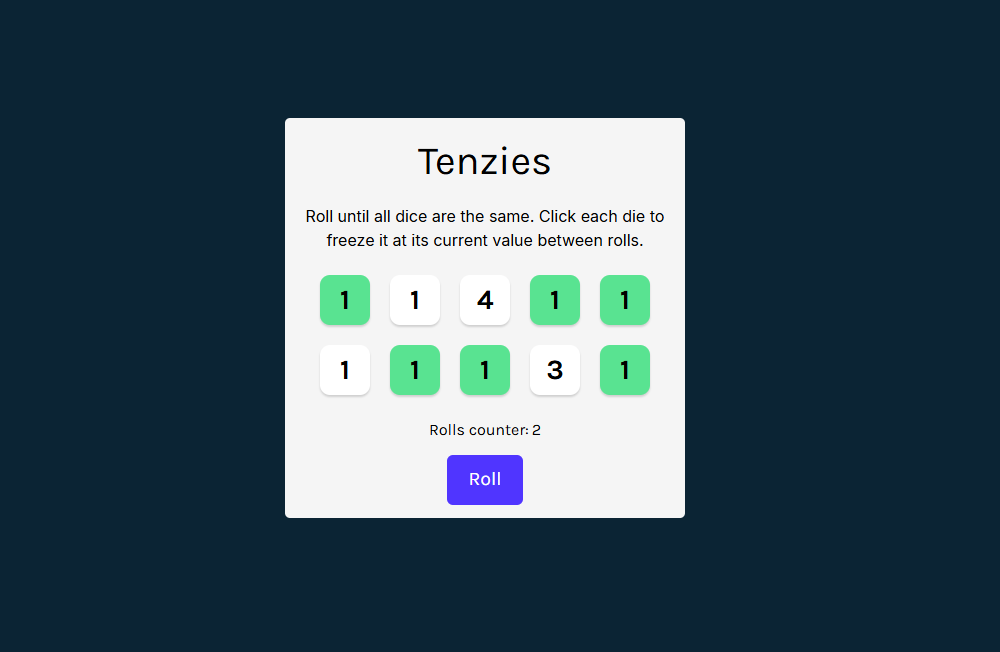 Tenzies
Roll until all dice are the same. Click each die to
freeze it at its current value between rolls.
1 1 4 1 1
1 1 1 3 1
Rolls counter: 2
Roll